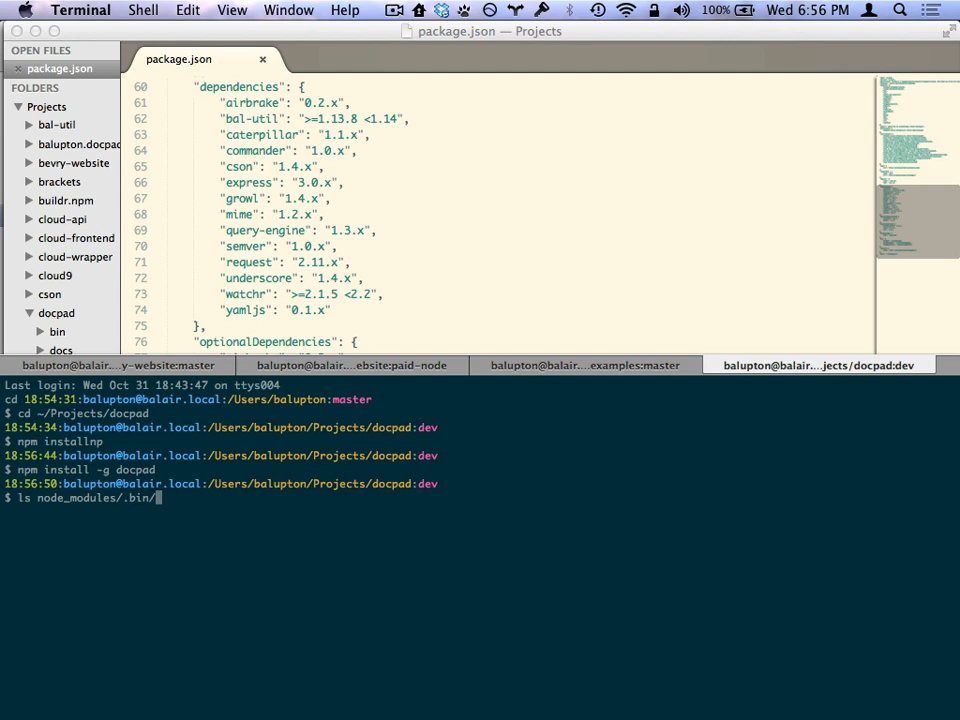 Terminal Shell Edit View Window Help 100% Wed 6:56 PM
package.json — Projects
OPEN FILES
package.json
FOLDERS
Projects
bal-util
balupton.docpad
bevry-website
brackets
buildr.npm
cloud-api
cloud-frontend
cloud-wrapper
cloud9
cson
docpad
bin
docs
package.json
60 "dependencies": {
61 "airbrake": "0.2.x",
62 "bal-util": ">=1.13.8 <1.14",
63 "caterpillar": "1.1.x",
64 "commander": "1.0.x",
65 "cson": "1.4.x",
66 "express": "3.0.x",
67 "growl": "1.4.x",
68 "mime": "1.2.x",
69 "query-engine": "1.3.x",
70 "semver": "1.0.x",
71 "request": "2.11.x",
72 "underscore": "1.4.x",
73 "watchr": ">=2.1.5 <2.2",
74 "yamljs": "0.1.x"
75 },
76 "optionalDependencies": {
balupton@balair....y-website:master balupton@balair....ebsite:paid-node balupton@balair....examples:master balupton@balair....jects/docpad:dev
Last login: Wed Oct 31 18:43:47 on ttys004
cd 18:54:31:balupton@balair.local:/Users/balupton:master
$ cd ~/Projects/docpad
18:54:34:balupton@balair.local:/Users/balupton/Projects/docpad:dev
$ npm installnp
18:56:44:balupton@balair.local:/Users/balupton/Projects/docpad:dev
$ npm install -g docpad
18:56:50:balupton@balair.local:/Users/balupton/Projects/docpad:dev
$ ls node_modules/.bin/